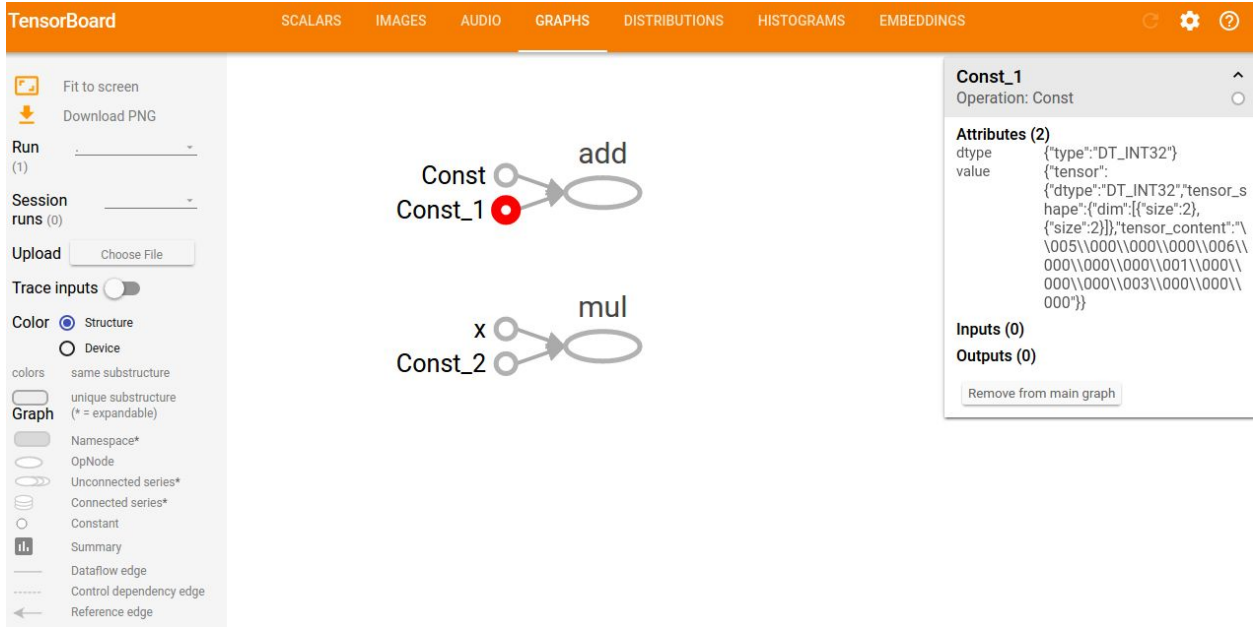 TensorBoard
SCALARS IMAGES AUDIO GRAPHS DISTRIBUTIONS HISTOGRAMS EMBEDDINGS
Fit to screen
Download PNG
Run
(1)
.
Session
runs (0)
Upload Choose File
Trace inputs
Color Structure
Device
colors same substructure
unique substructure
Graph (* = expandable)
Namespace*
OpNode
Unconnected series*
Connected series*
Constant
Summary
Dataflow edge
Control dependency edge
Reference edge
add
Const
Const_1
mul
x
Const_2
Const_1
Operation: Const
Attributes (2)
dtype {"type":"DT_INT32"}
value {"tensor":
{"dtype":"DT_INT32","tensor_s
hape":{"dim":[{"size":2},
{"size":2}]},"tensor_content":"\
\005\\000\\000\\000\\006\\
000\\000\\000\\001\\000\\
000\\000\\003\\000\\000\\
000"}}
Inputs (0)
Outputs (0)
Remove from main graph